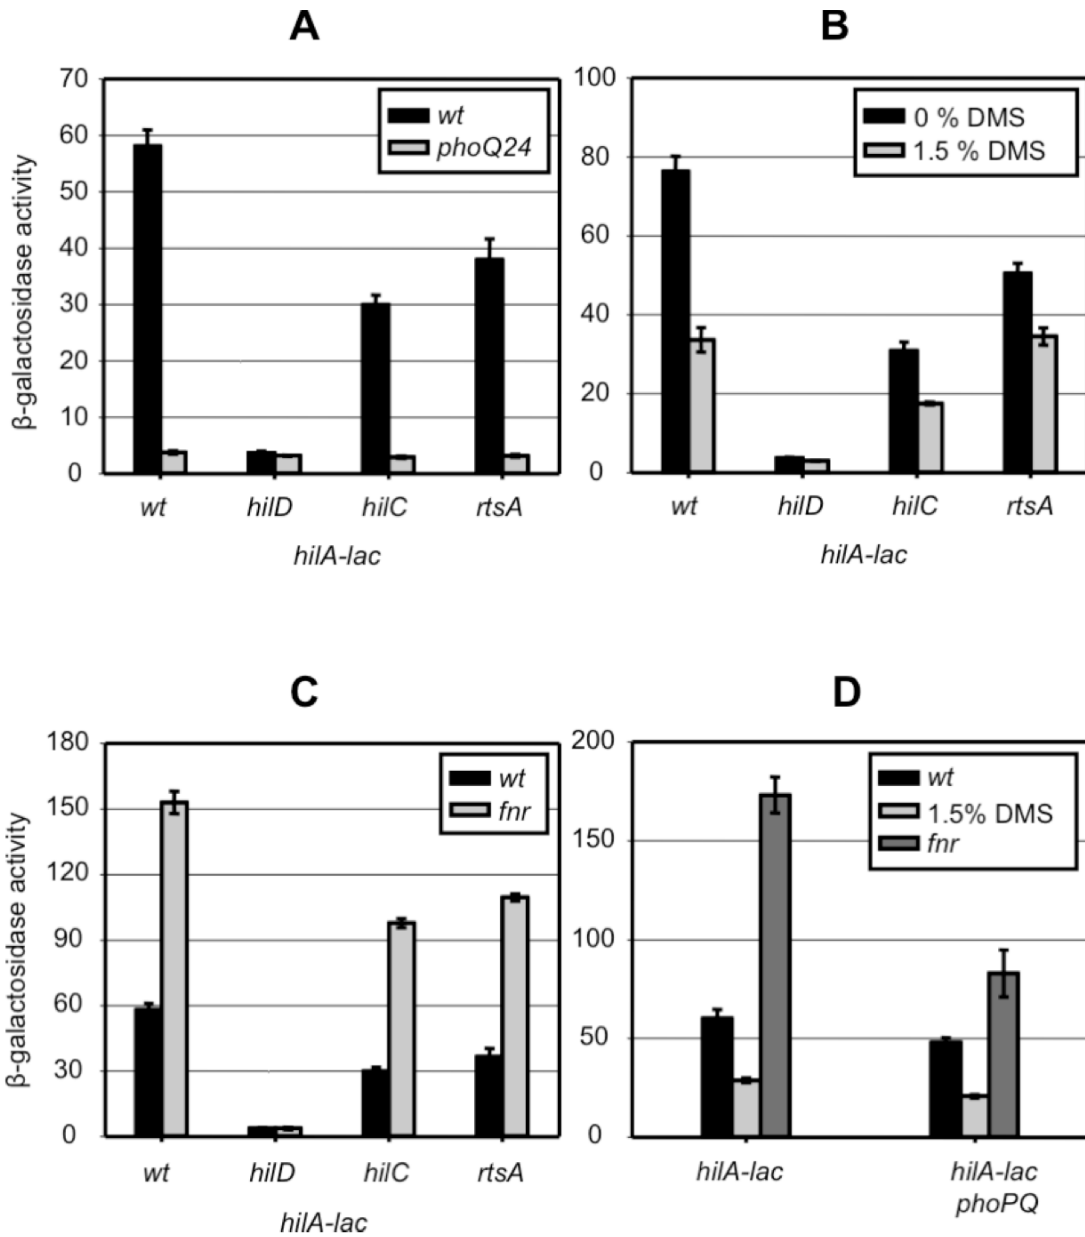 A
β-galactosidase activity
70
60
50
40
30
20
10
0
wt
phoQ24
wt hilD hilC rtsA
hilA-lac
B
100
80
60
40
20
0
0 % DMS
1.5 % DMS
wt hilD hilC rtsA
hilA-lac
C
β-galactosidase activity
180
150
120
90
60
30
0
wt
fnr
wt hilD hilC rtsA
hilA-lac
D
200
150
100
50
0
wt
1.5% DMS
fnr
hilA-lac
hilA-lac
phoPQ